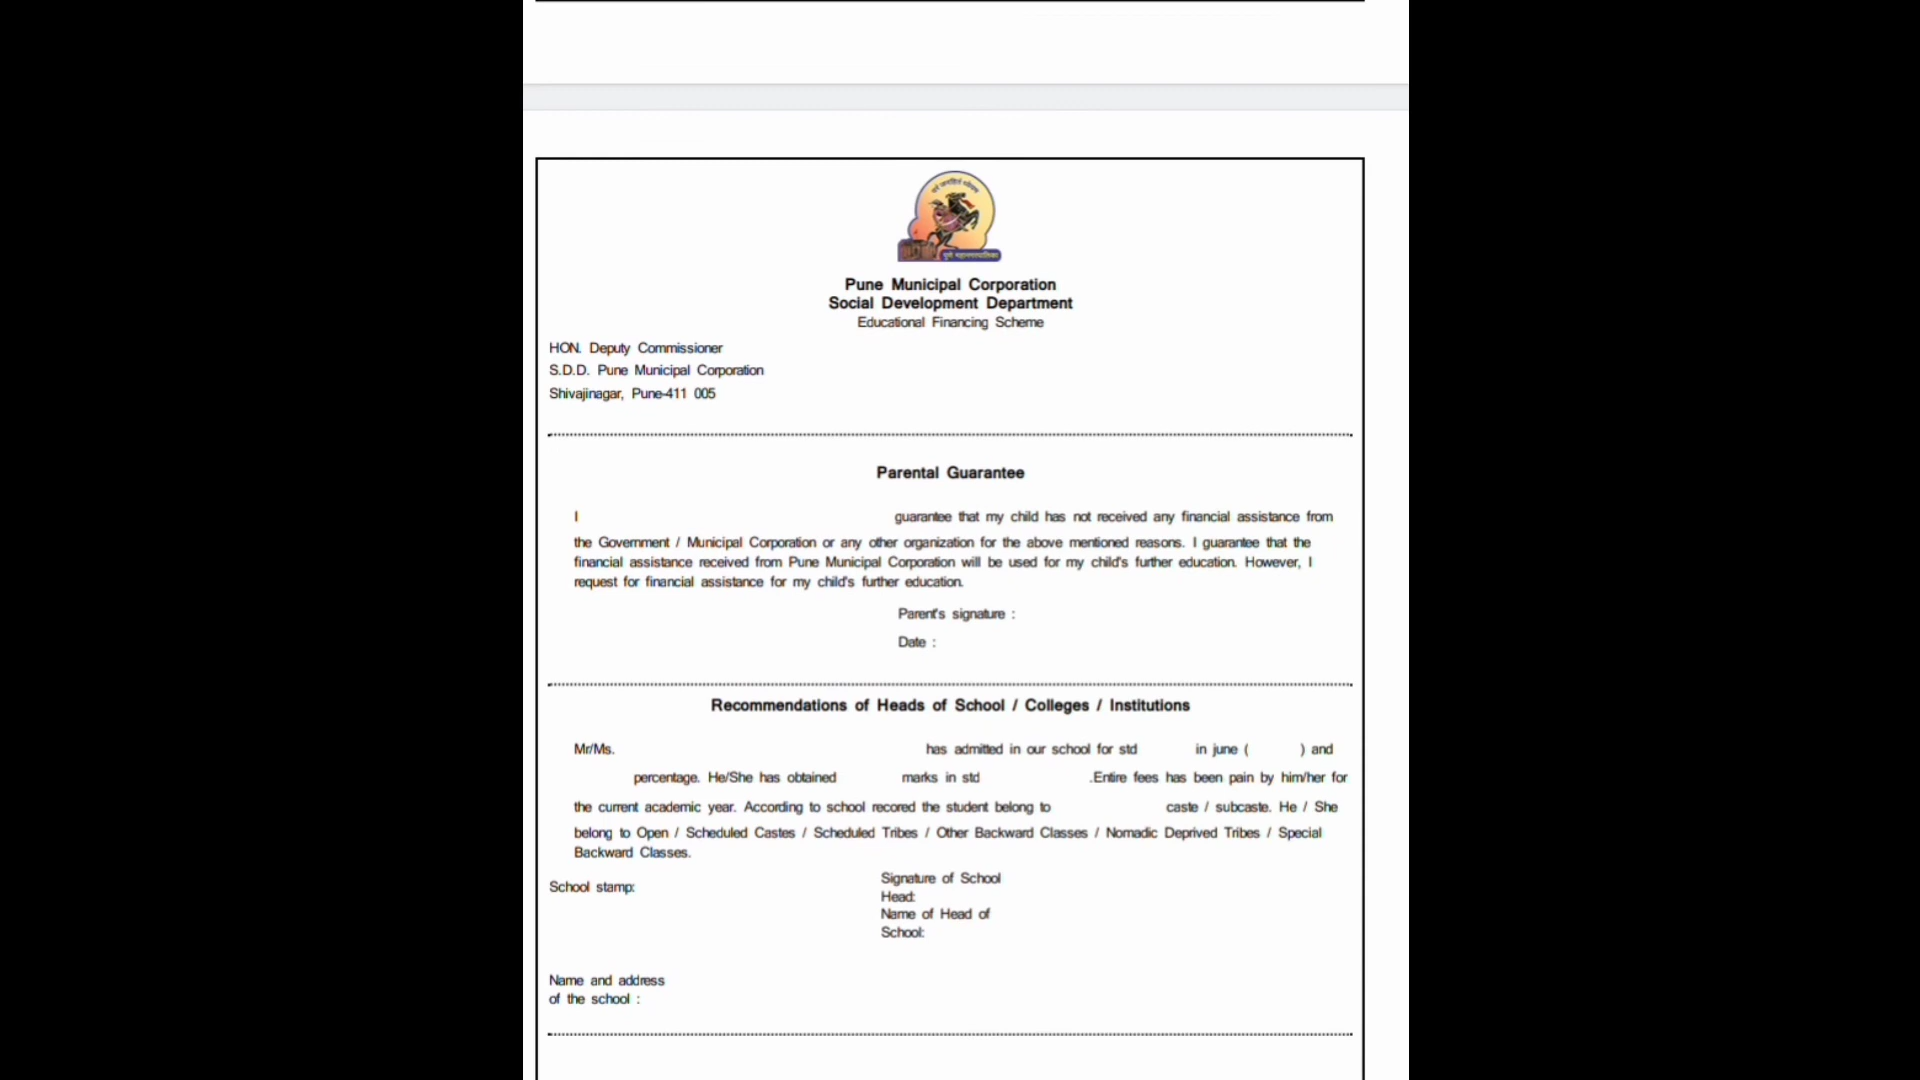 पुणे महानगरपालिका
Pune Municipal Corporation
Social Development Department
Educational Financing Scheme
HON. Deputy Commissioner
S.D.D. Pune Municipal Corporation
Shivajinagar, Pune-411 005
Parental Guarantee
I guarantee that my child has not received any financial assistance from
the Government / Municipal Corporation or any other organization for the above mentioned reasons. I guarantee that the
financial assistance received from Pune Municipal Corporation will be used for my child's further education. However, I
request for financial assistance for my child's further education.
Parent's signature :
Date :
Recommendations of Heads of School / Colleges / Institutions
Mr/Ms. has admitted in our school for std in june ( ) and
percentage. He/She has obtained marks in std .Entire fees has been pain by him/her for
the current academic year. According to school recored the student belong to caste / subcaste. He / She
belong to Open / Scheduled Castes / Scheduled Tribes / Other Backward Classes / Nomadic Deprived Tribes / Special
Backward Classes.
School stamp:
Signature of School
Head:
Name of Head of
School:
Name and address
of the school :